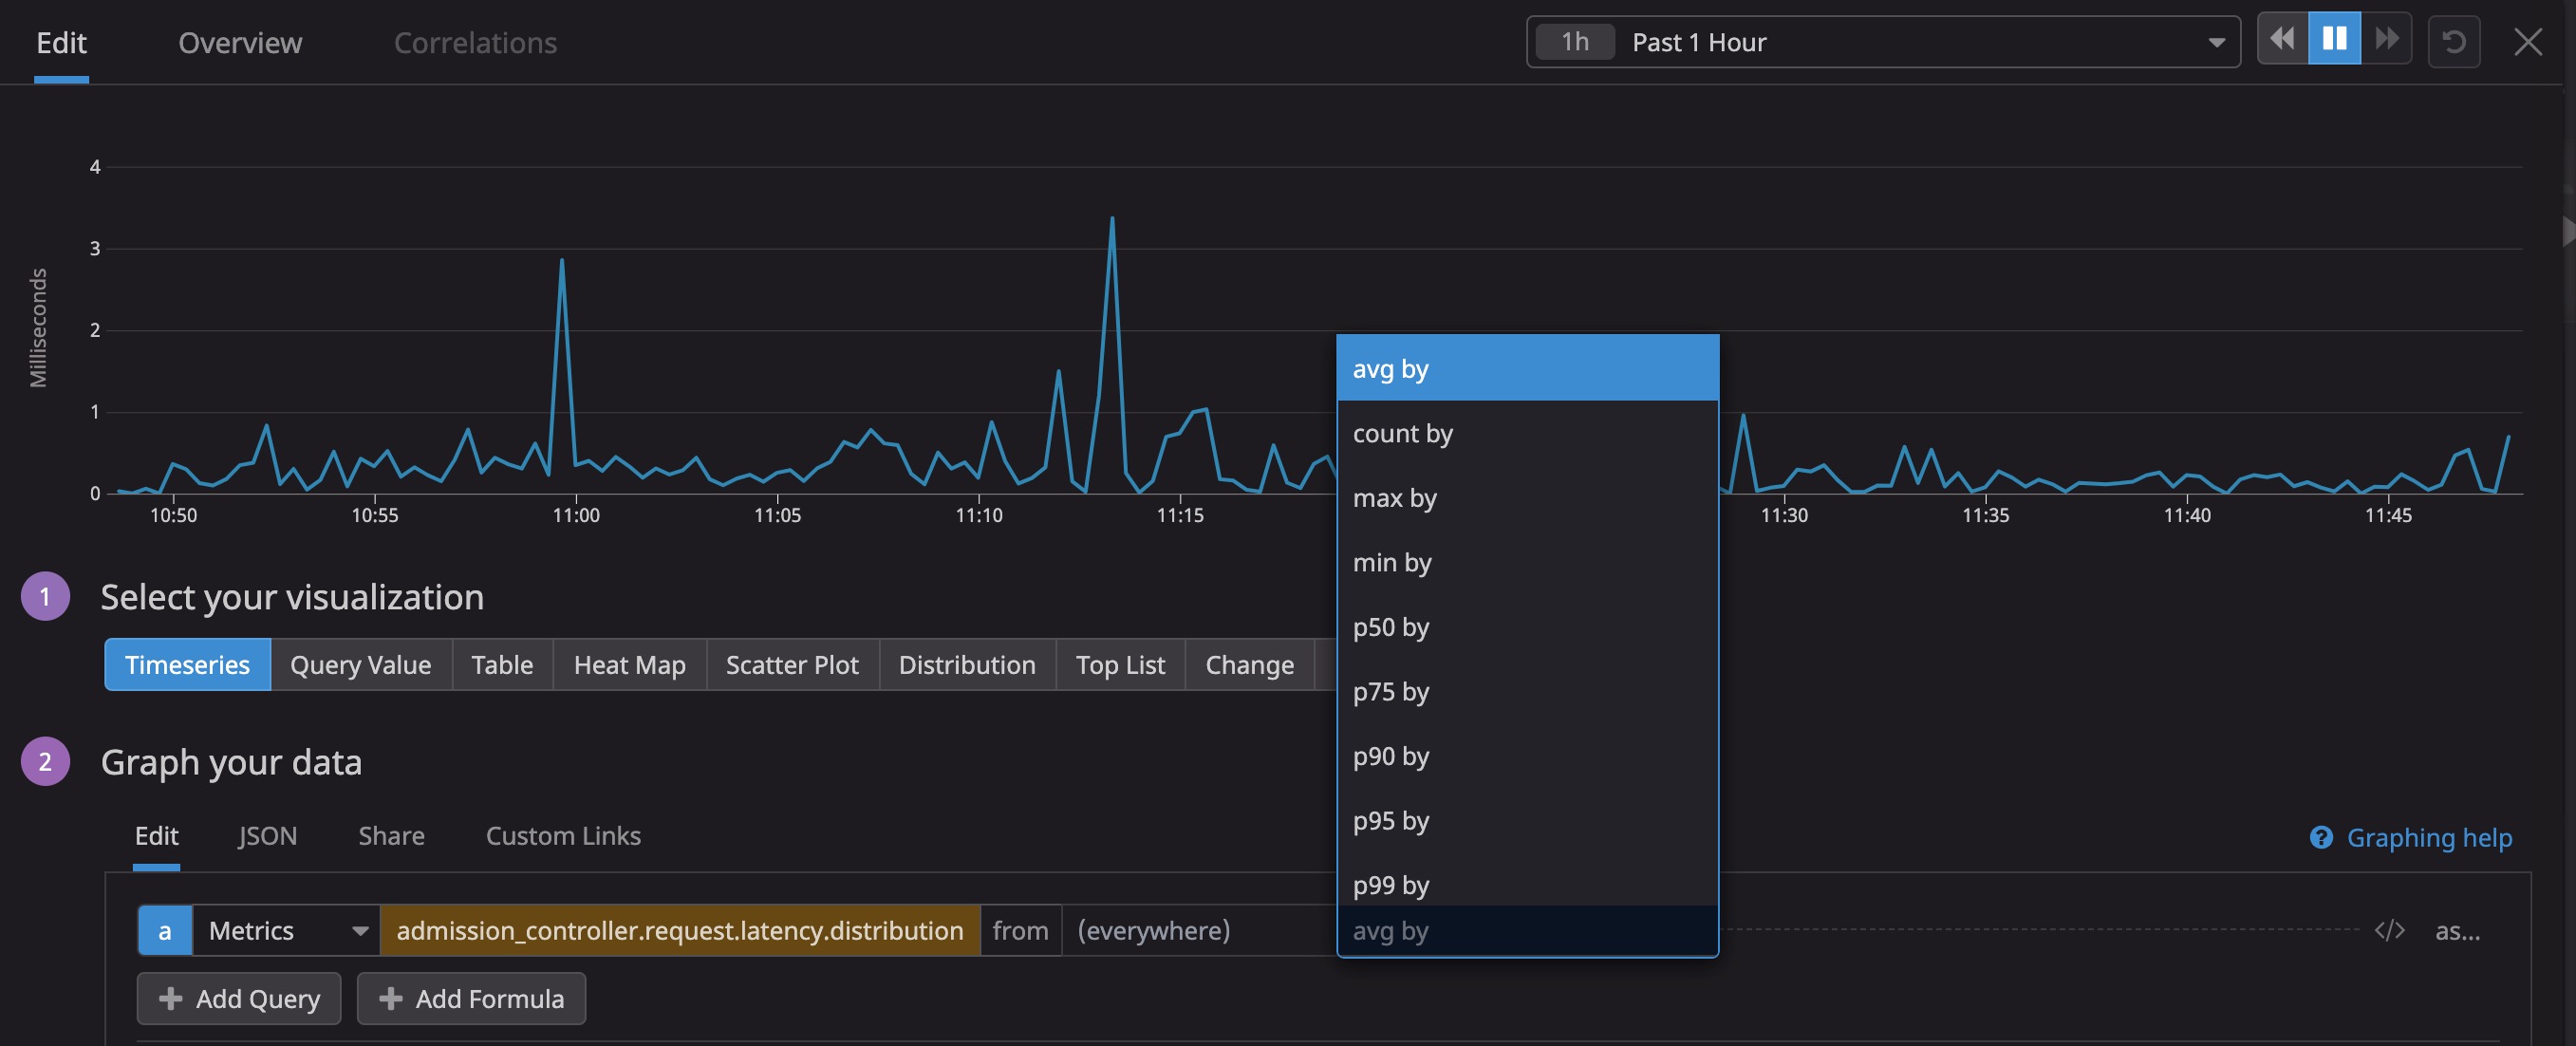 Edit Overview Correlations 1h Past 1 Hour
4
3
2
1
0
Milliseconds
10:50 10:55 11:00 11:05 11:10 11:15 11:30 11:35 11:40 11:45
avg by
count by
max by
min by
p50 by
p75 by
p90 by
p95 by
p99 by
avg by
1 Select your visualization
Timeseries Query Value Table Heat Map Scatter Plot Distribution Top List Change
2 Graph your data
Edit JSON Share Custom Links ? Graphing help
a Metrics admission_controller.request.latency.distribution from (everywhere) </> as...
+ Add Query + Add Formula